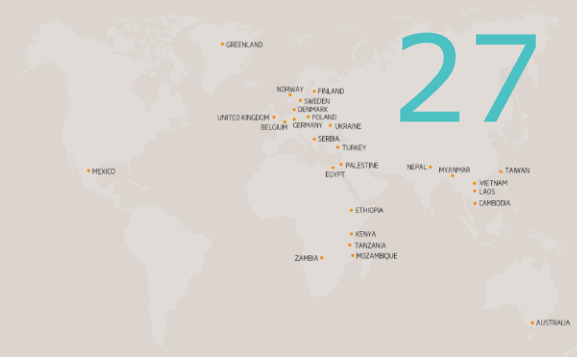 27
GREENLAND
NORWAY
FINLAND
SWEDEN
DENMARK
UNITED KINGDOM
POLAND
BELGIUM
GERMANY
UKRAINE
SERBIA
TURKEY
PALESTINE
EGYPT
MEXICO
NEPAL
MYANMAR
TAIWAN
VIETNAM
LAOS
CAMBODIA
ETHIOPIA
KENYA
TANZANIA
ZAMBIA
MOZAMBIQUE
AUSTRALIA